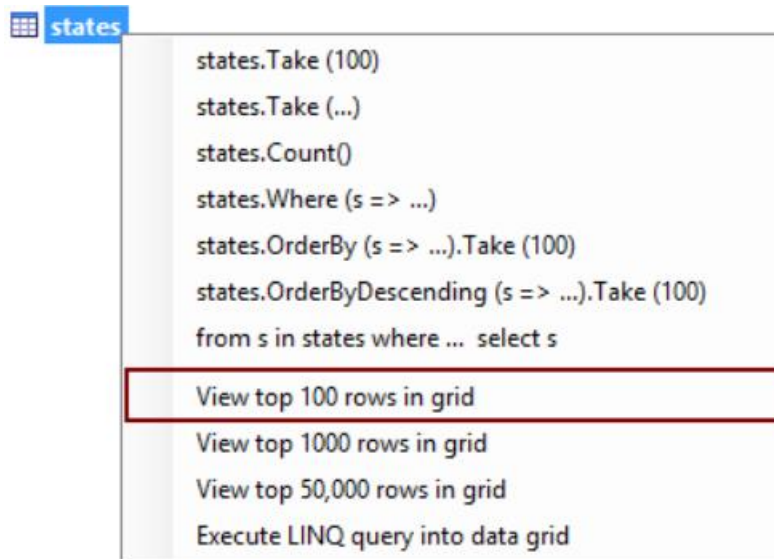 states
states.Take (100)
states.Take (...)
states.Count()
states.Where (s => ...)
states.OrderBy (s => ...).Take (100)
states.OrderByDescending (s => ...).Take (100)
from s in states where ... select s
View top 100 rows in grid
View top 1000 rows in grid
View top 50,000 rows in grid
Execute LINQ query into data grid